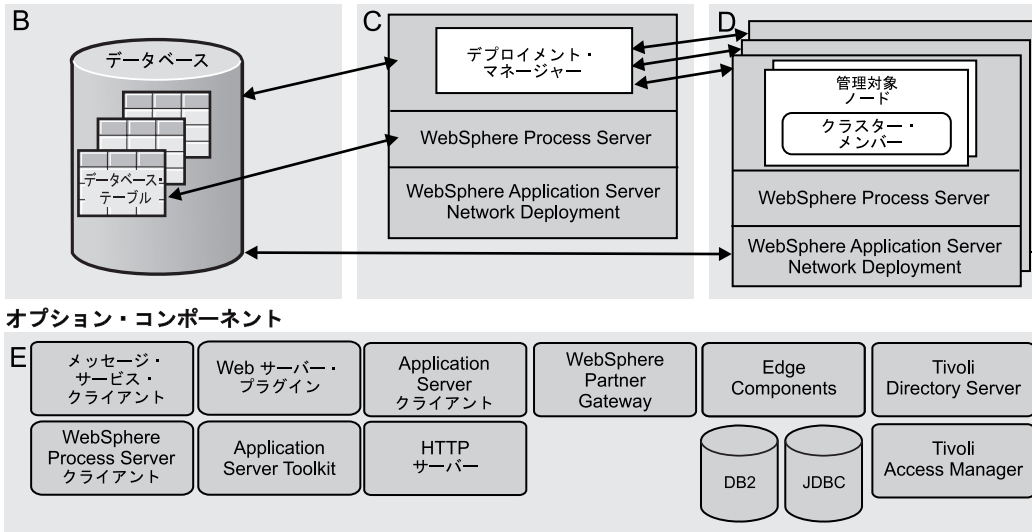 B
データベース
データベース・
テーブル
C
デプロイメント・
マネージャー
WebSphere Process Server
WebSphere Application Server
Network Deployment
D
管理対象
ノード
クラスター・
メンバー
WebSphere Process Server
WebSphere Application Server
Network Deployment
オプション・コンポーネント
E
メッセージ・
サービス・
クライアント
Web サーバー・
プラグイン
Application
Server
クライアント
WebSphere
Partner
Gateway
Edge
Components
Tivoli
Directory Server
WebSphere
Process Server
クライアント
Application
Server Toolkit
HTTP
サーバー
DB2
JDBC
Tivoli
Access Manager